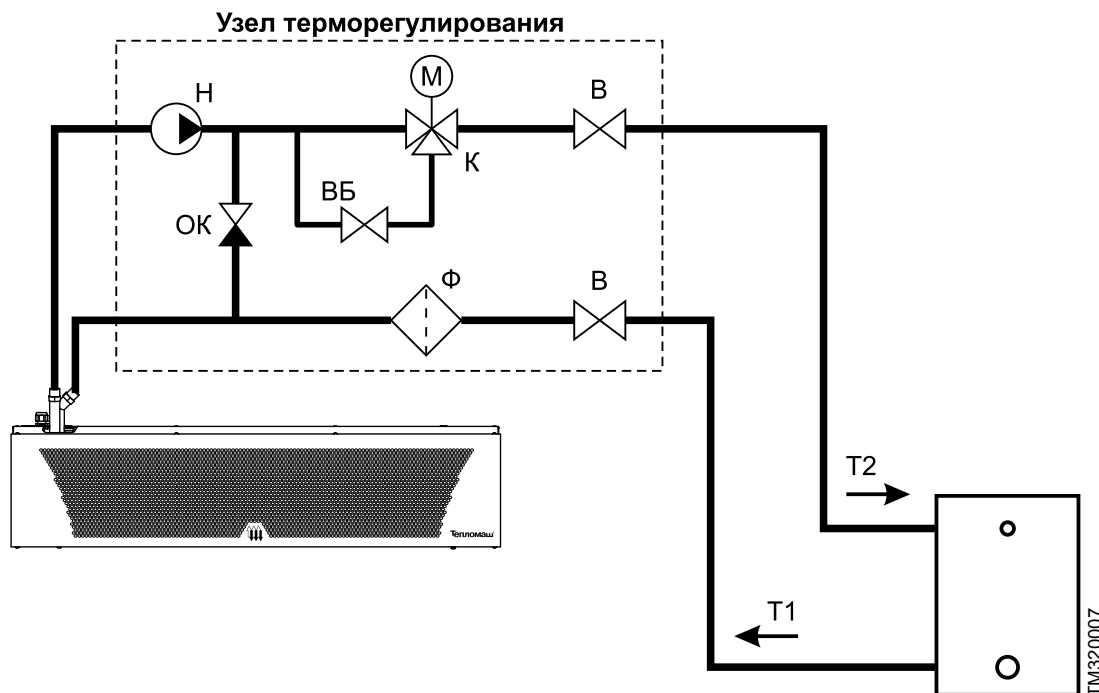 Узел терморегулирования
М
Н
В
К
ВБ
ОК
Ф
В
Тепломаш
Т2
Т1
TM320007